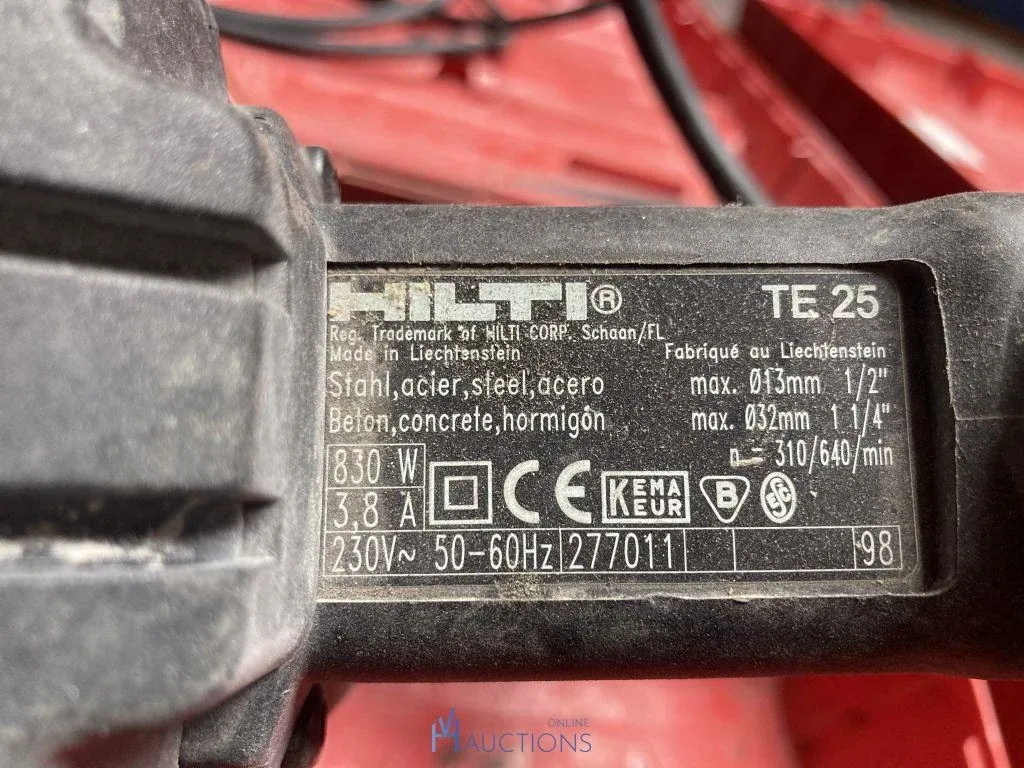 HILTI® TE 25
Reg. Trademark of HILTI CORP. Schaan/FL
Made in Liechtenstein Fabriqué au Liechtenstein
Stahl,acier,steel,acero max. Ø13mm 1/2"
Beton,concrete,hormigón max. Ø32mm 1 1/4"
n = 310/640/min
830 W
3,8 A
CE KEMA KEUR B
230V~ 50-60Hz 277011 98
HVM ONLINE
AUCTIONS